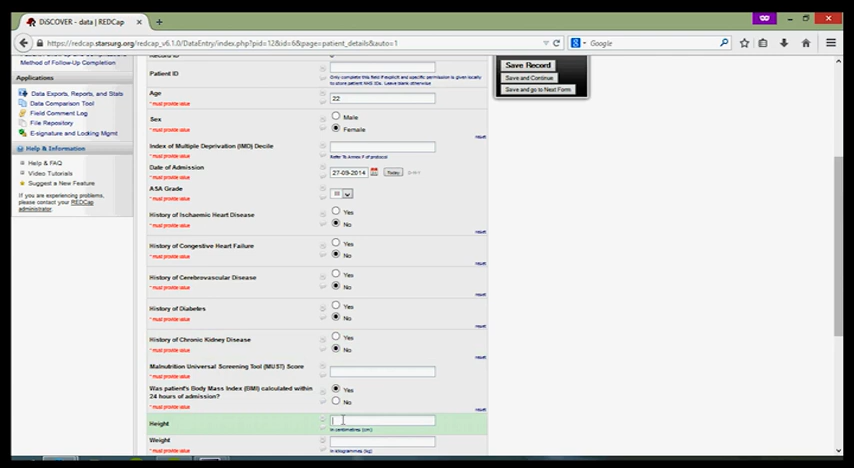 DiSCOVER - data | REDCap
https://redcap.starsurg.org/redcap_v6.1.0/DataEntry/index.php?pid=12&id=6&page=patient_details&auto=1
Google
Method of Follow-Up Completion
Applications
Data Exports, Reports, and Stats
Data Comparison Tool
Field Comment Log
File Repository
E-signature and Locking Mgmt
Help & Information
Help & FAQ
Video Tutorials
Suggest a New Feature
If you are experiencing problems,
please contact your REDCap
administrator.
Patient ID
Only complete this field if explicit and specific permission is given locally
to store patient NHS IDs. Leave blank otherwise
Age
* must provide value
22
Sex
* must provide value
Male
Female
reset
Index of Multiple Deprivation (IMD) Decile
* must provide value
Refer To Annex F of protocol
Date of Admission
* must provide value
27-09-2014
Today
D-M-Y
ASA Grade
* must provide value
III
History of Ischaemic Heart Disease
* must provide value
Yes
No
reset
History of Congestive Heart Failure
* must provide value
Yes
No
reset
History of Cerebrovascular Disease
* must provide value
Yes
No
reset
History of Diabetes
* must provide value
Yes
No
reset
History of Chronic Kidney Disease
* must provide value
Yes
No
reset
Malnutrition Universal Screening Tool (MUST) Score
* must provide value
Was patient's Body Mass Index (BMI) calculated within
24 hours of admission?
* must provide value
Yes
No
reset
Height
In centimetres (cm)
Weight
* must provide value
In kilogrammes (kg)
Save Record
Save and Continue
Save and go to Next Form